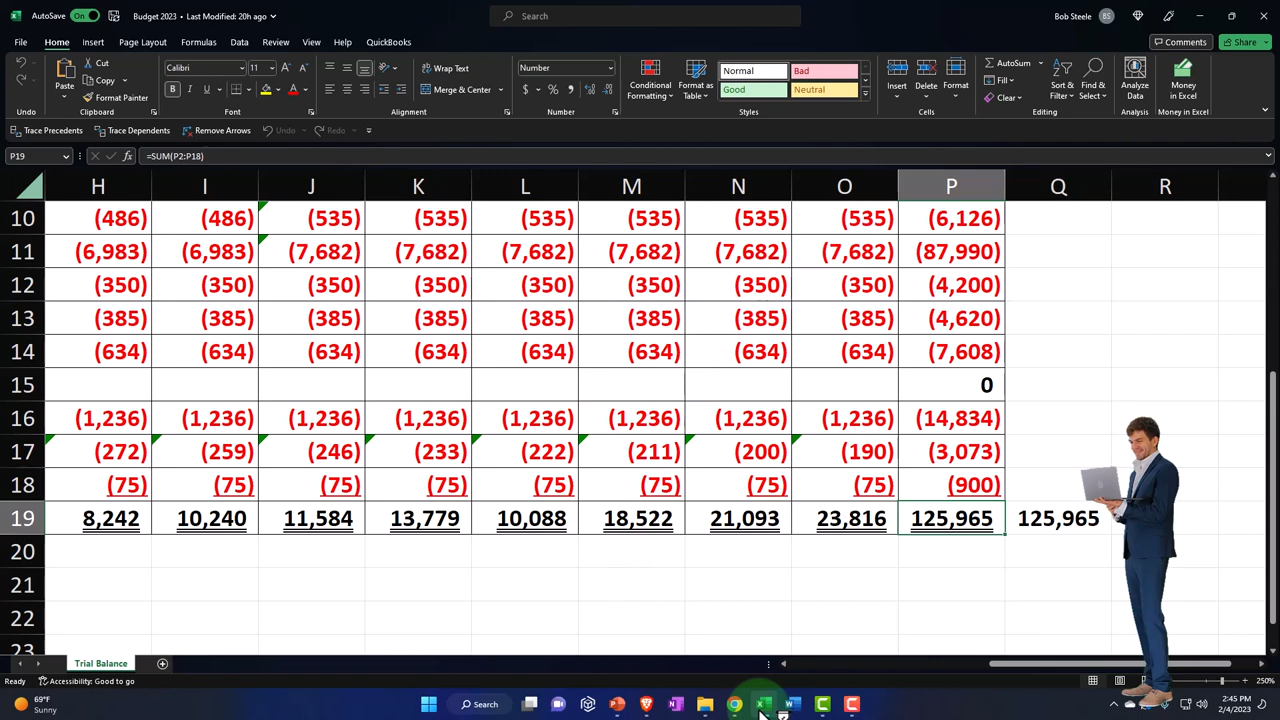 AutoSave On Budget 2023 • Last Modified: 20h ago Search Bob Steele BS
File Home Insert Page Layout Formulas Data Review View Help QuickBooks Comments Share
Paste Cut Copy Format Painter Calibri 11 B I U Wrap Text Merge & Center Number $ % Conditional Formatting Format as Table Normal Bad Good Neutral Insert Delete Format AutoSum Fill Clear Sort & Filter Find & Select Analyze Data Money in Excel
Undo Clipboard Font Alignment Number Styles Cells Editing Analysis Money in Excel
Trace Precedents Trace Dependents Remove Arrows Undo Redo
P19 fx =SUM(P2:P18)
H I J K L M N O P Q R
10 (486) (486) (535) (535) (535) (535) (535) (535) (6,126)
11 (6,983) (6,983) (7,682) (7,682) (7,682) (7,682) (7,682) (7,682) (87,990)
12 (350) (350) (350) (350) (350) (350) (350) (350) (4,200)
13 (385) (385) (385) (385) (385) (385) (385) (385) (4,620)
14 (634) (634) (634) (634) (634) (634) (634) (634) (7,608)
15 0
16 (1,236) (1,236) (1,236) (1,236) (1,236) (1,236) (1,236) (1,236) (14,834)
17 (272) (259) (246) (233) (222) (211) (200) (190) (3,073)
18 (75) (75) (75) (75) (75) (75) (75) (75) (900)
19 8,242 10,240 11,584 13,779 10,088 18,522 21,093 23,816 125,965 125,965
20
21
22
23
Trial Balance
Ready Accessibility: Good to go 250%
69°F Sunny Search 2:45 PM 2/4/2023